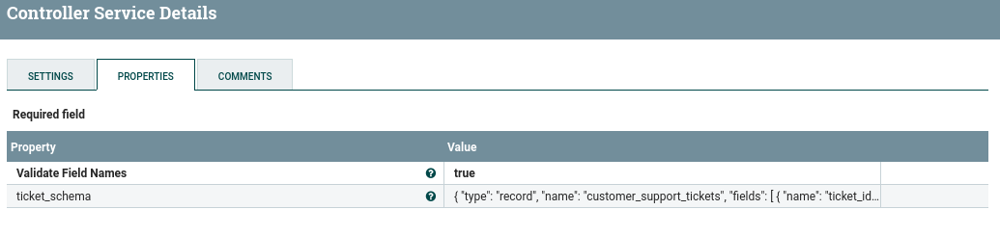 Controller Service Details
SETTINGS
PROPERTIES
COMMENTS
Required field
Property Value
Validate Field Names ? true
ticket_schema ? { "type": "record", "name": "customer_support_tickets", "fields": [ { "name": "ticket_id...